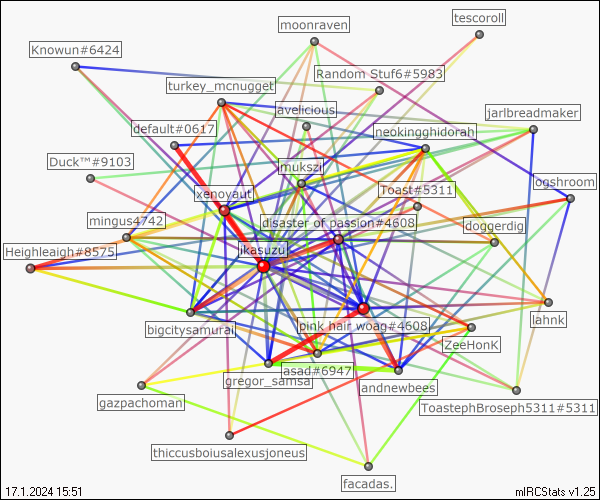 moonraven
tescoroll
Knowun#6424
Random Stuf6#5983
turkey_mcnugget
avelicious
jarlbreadmaker
default#0617
neokingghidorah
Duck™#9103
mukszi
Toast#5311
ogshroom
xenovaut
mingus4742
disaster of passion#4608
doggerdig
Heighleaigh#8575
ikasuzu
lahnk
bigcitysamurai
pink hair woag#4608
ZeeHonK
asad#6947
gregor_samsa
andnewbees
gazpachoman
ToastephBroseph5311#5311
thiccusboiusalexusjoneus
facadas.
17.1.2024 15:51
mIRCStats v1.25